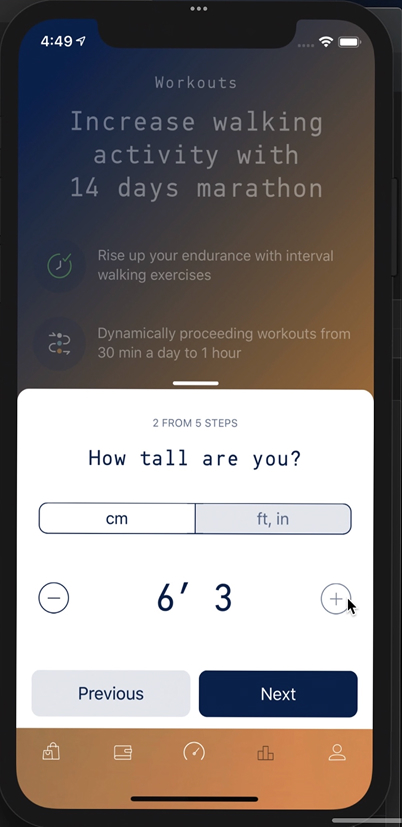 4:49
Workouts
Increase walking
activity with
14 days marathon
Rise up your endurance with interval
walking exercises
Dynamically proceeding workouts from
30 min a day to 1 hour
2 FROM 5 STEPS
How tall are you?
cm
ft, in
6′ 3
Previous
Next